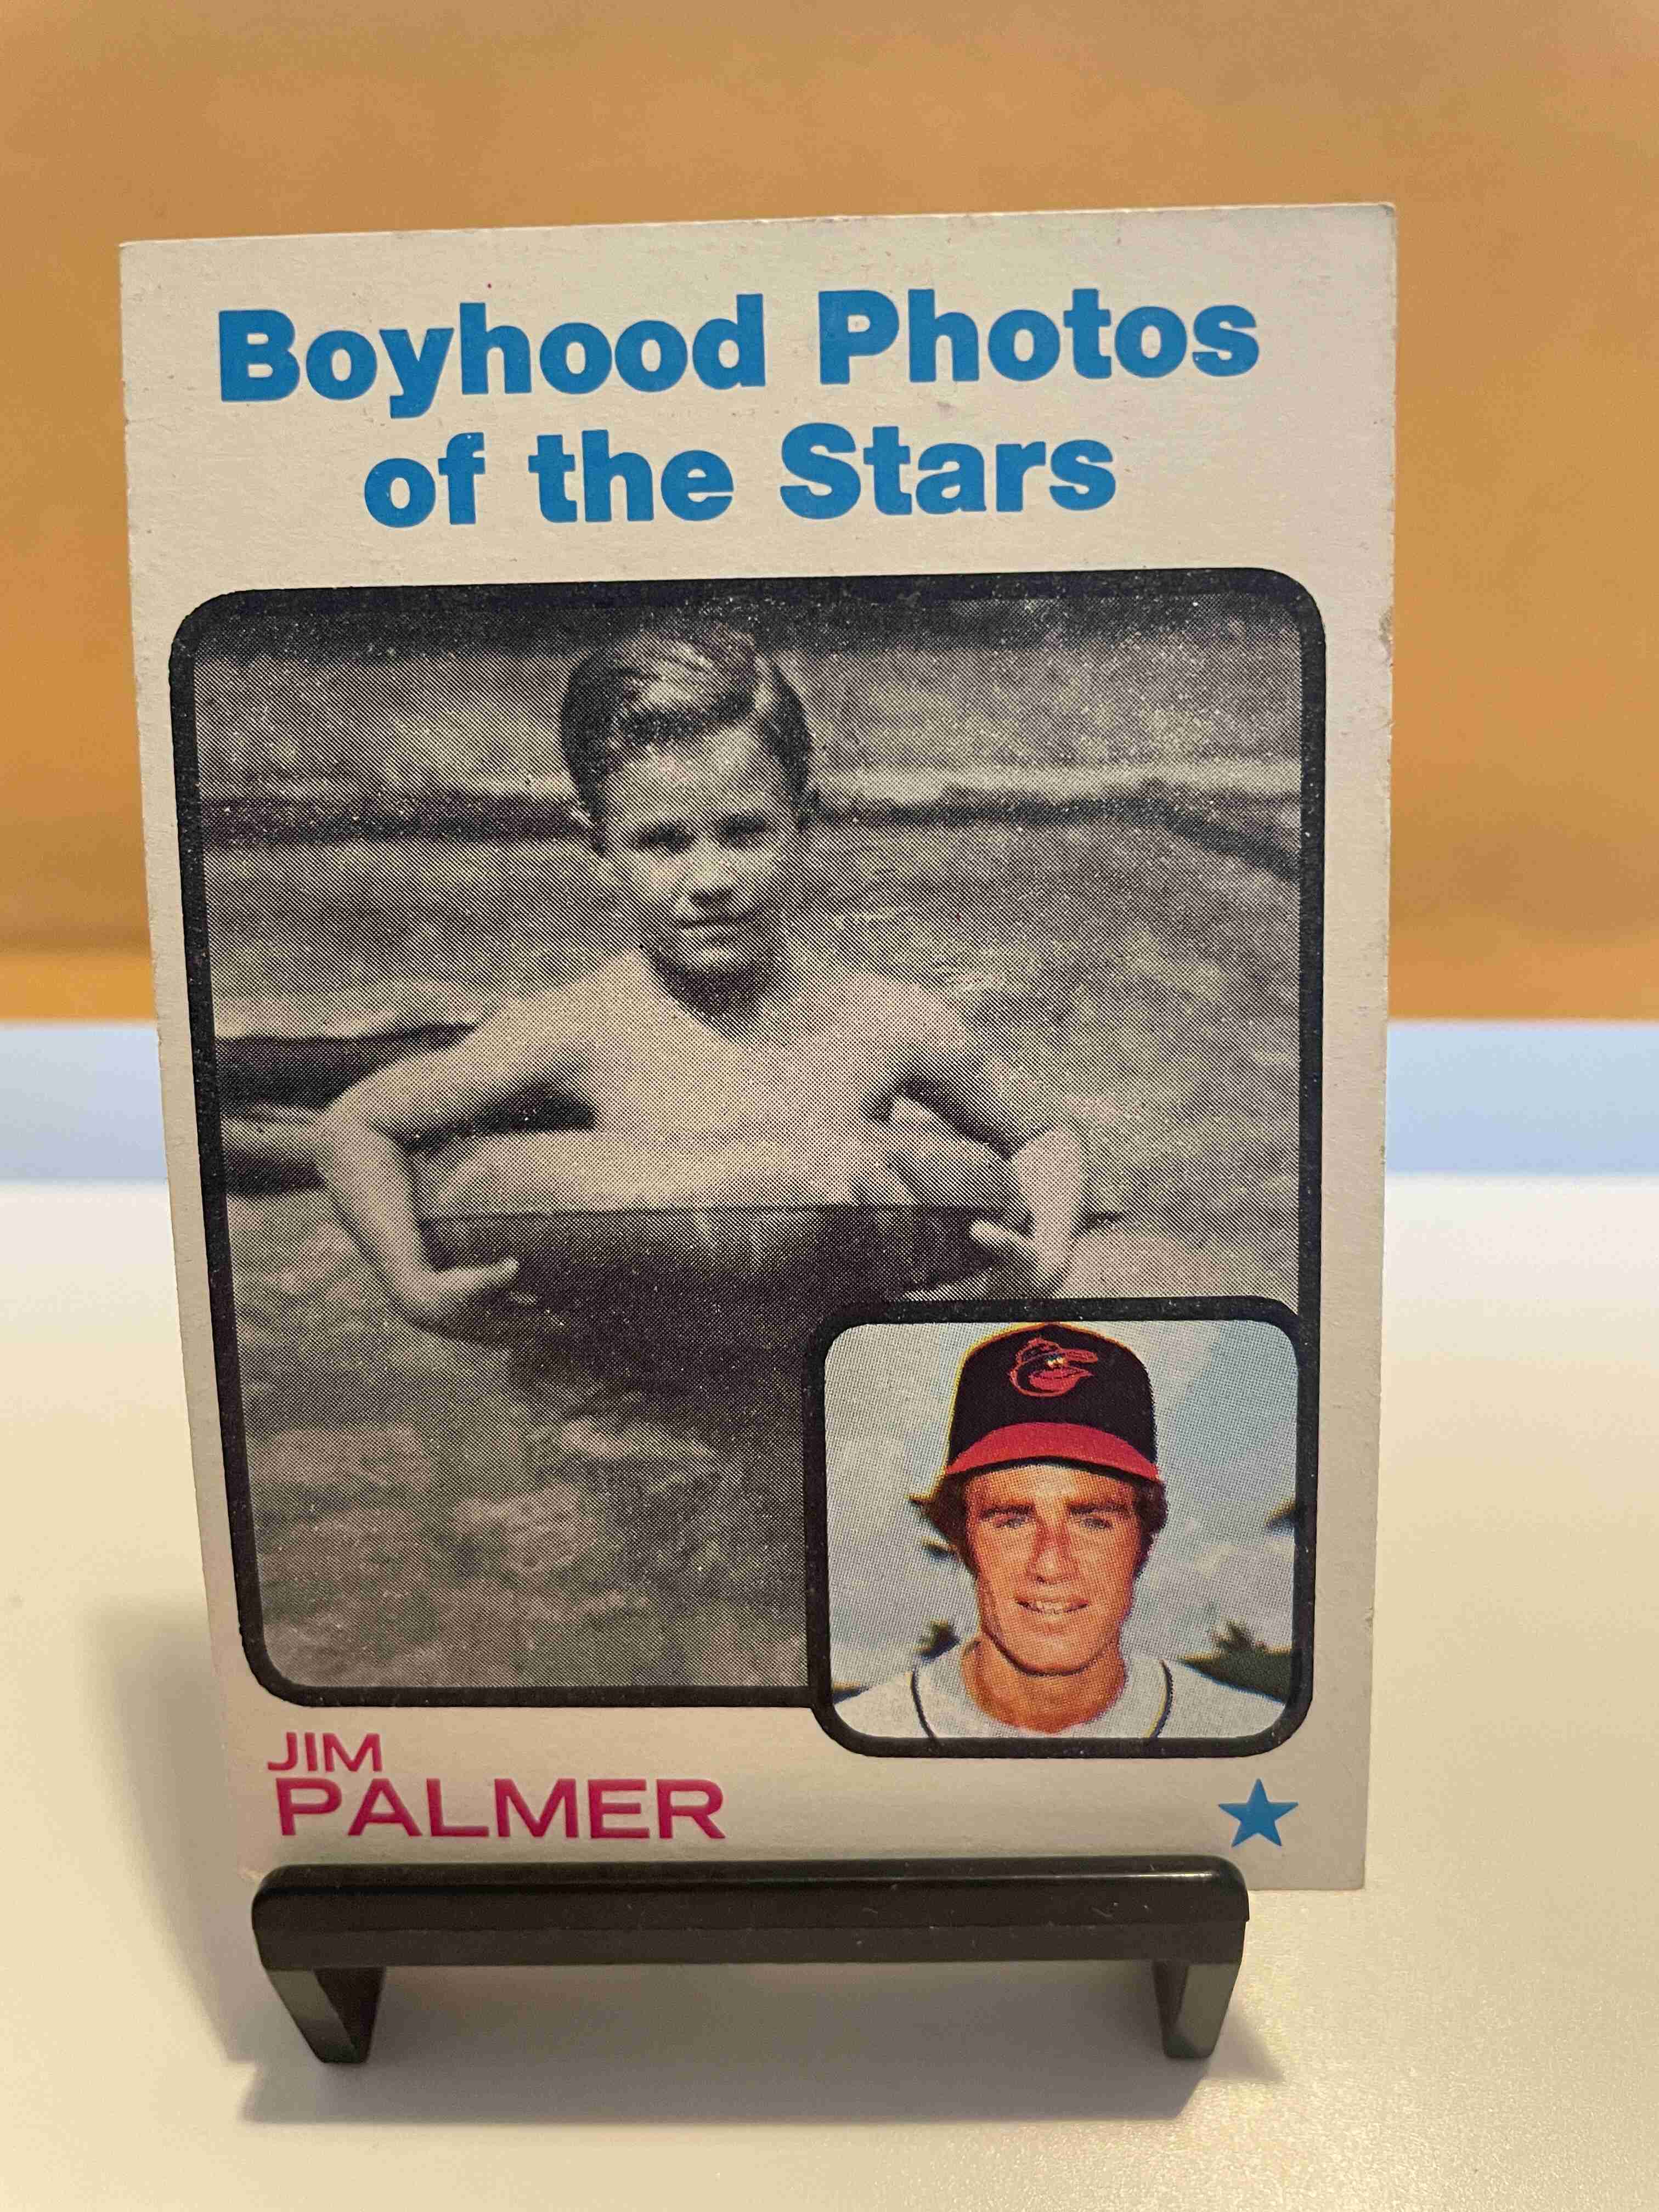 Boyhood Photos
of the Stars
JIM
PALMER